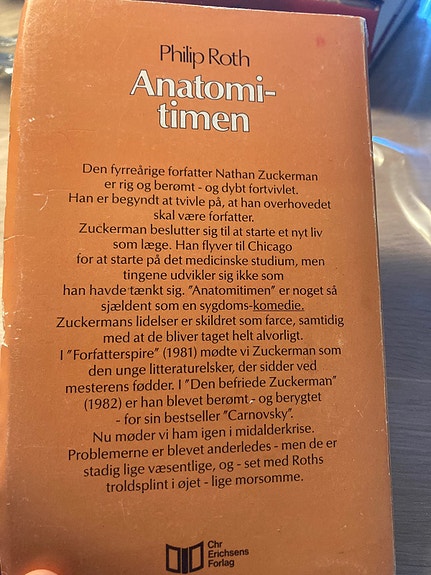 Philip Roth
Anatomi-
timen
Den fyrreårige forfatter Nathan Zuckerman
er rig og berømt - og dybt fortvivlet.
Han er begyndt at tvivle på, at han overhovedet
skal være forfatter.
Zuckerman beslutter sig til at starte et nyt liv
som læge. Han flyver til Chicago
for at starte på det medicinske studium, men
tingene udvikler sig ikke som
han havde tænkt sig. "Anatomitimen" er noget så
sjældent som en sygdoms-komedie.
Zuckermans lidelser er skildret som farce, samtidig
med at de bliver taget helt alvorligt.
I "Forfatterspire" (1981) mødte vi Zuckerman som
den unge litteraturelsker, der sidder ved
mesterens fødder. I "Den befriede Zuckerman"
(1982) er han blevet berømt - og berygtet
- for sin bestseller "Carnovsky".
Nu møder vi ham igen i midalderkrise.
Problemerne er blevet anderledes - men de er
stadig lige væsentlige, og - set med Roths
troldsplint i øjet - lige morsomme.
Chr
Erichsens
Forlag